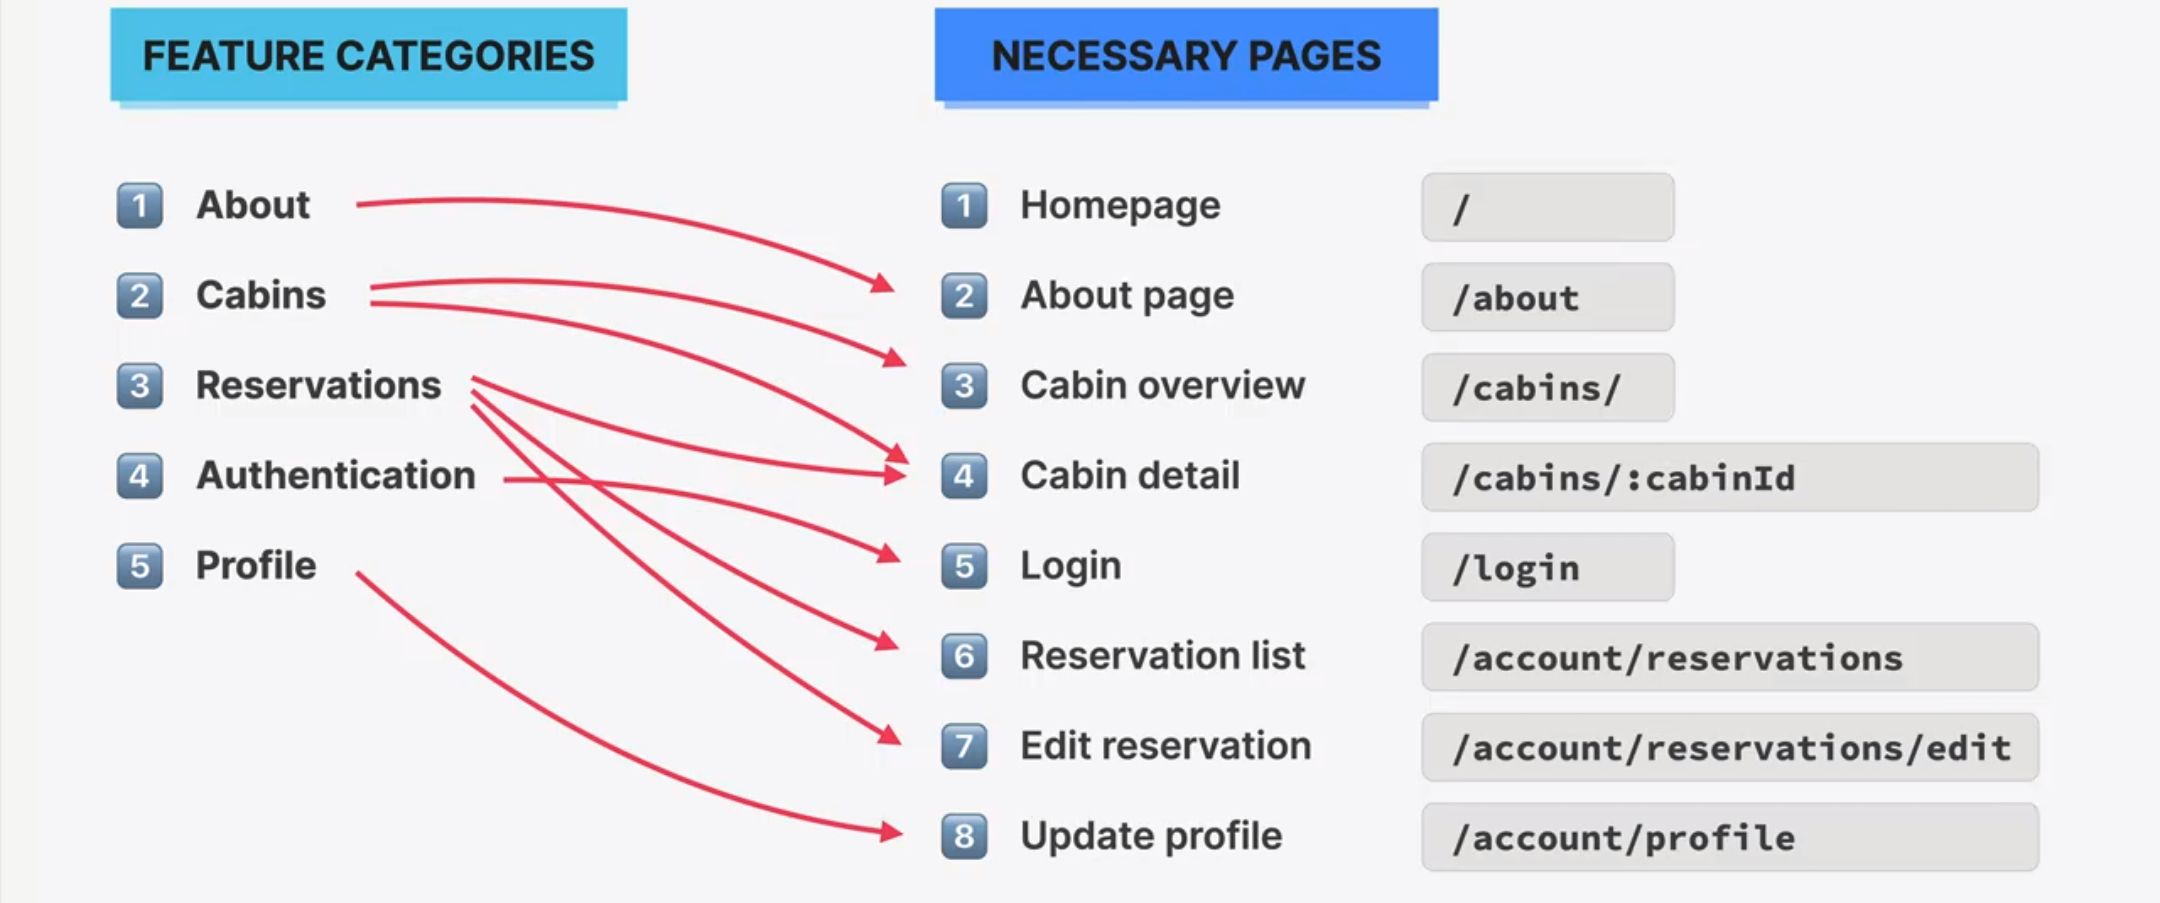 FEATURE CATEGORIES
1 About
2 Cabins
3 Reservations
4 Authentication
5 Profile
NECESSARY PAGES
1 Homepage /
2 About page /about
3 Cabin overview /cabins/
4 Cabin detail /cabins/:cabinId
5 Login /login
6 Reservation list /account/reservations
7 Edit reservation /account/reservations/edit
8 Update profile /account/profile